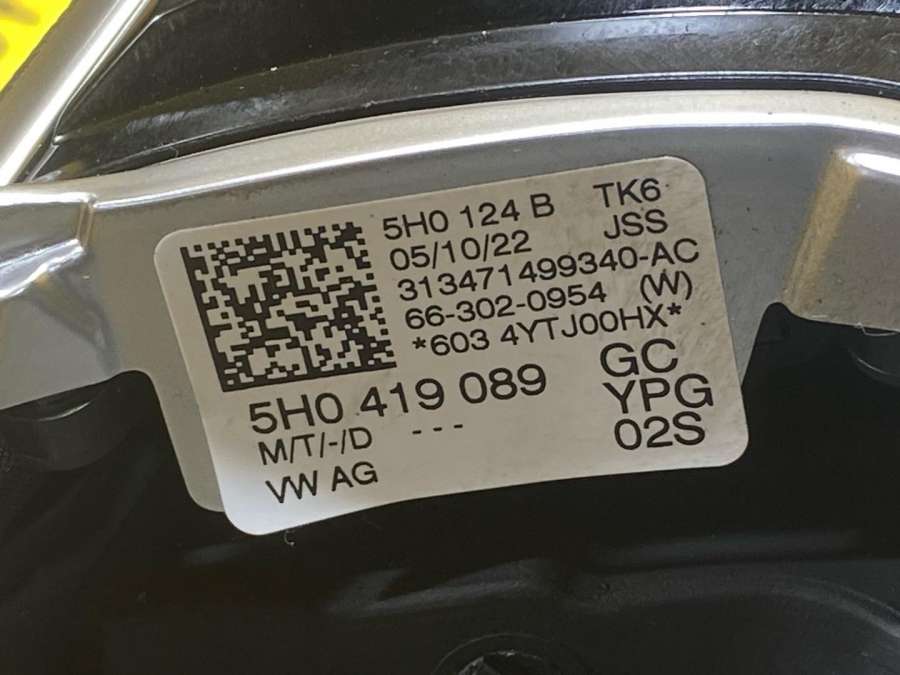 5H0 124 B TK6
05/10/22 JSS
313471499340-AC
66-302-0954 (W)
*603 4YTJ00HX*
5H0 419 089 GC
M/T/-/D --- YPG
VW AG 02S